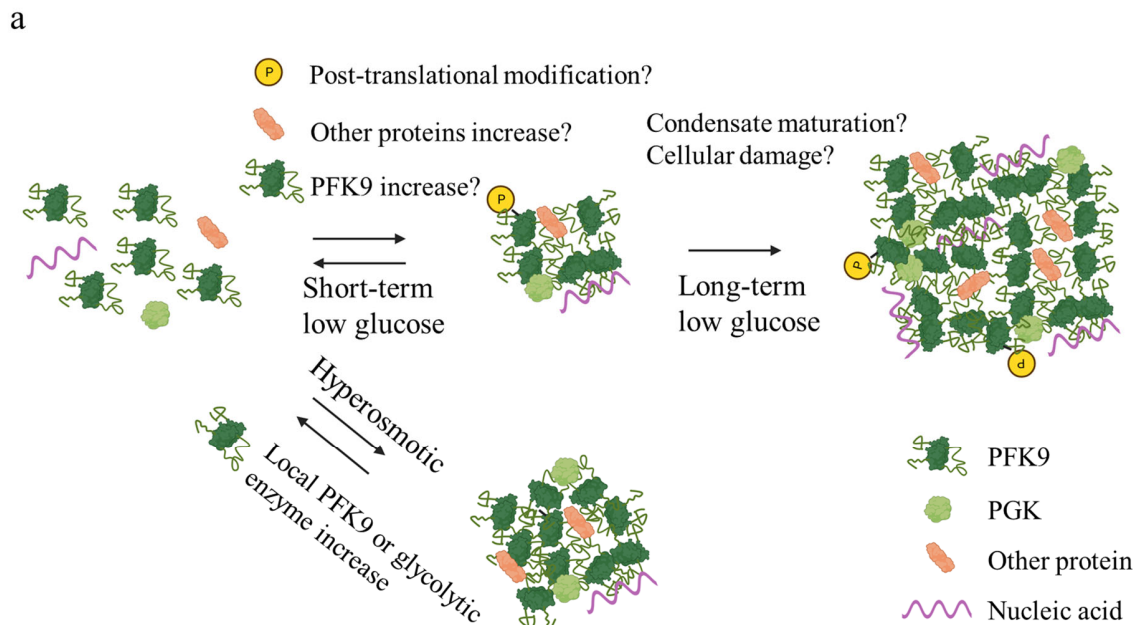 a
P
Post-translational modification?
Other proteins increase?
PFK9 increase?
Condensate maturation?
Cellular damage?
P
Short-term
low glucose
Long-term
low glucose
P
P
Hyperosmotic
Local PFK9 or glycolytic
enzyme increase
PFK9
PGK
Other protein
Nucleic acid